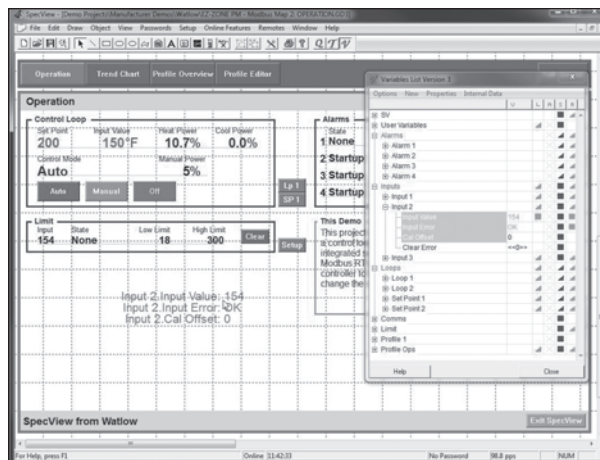 SpecView - [Demo Projects\Manufacturer Demos\Watlow\EZ-ZONE PM - Modbus Map 2: OPERATION.GDT]
File Edit Draw Object View Passwords Setup Online Features Remotes Window Help
Operation Trend Chart Profile Overview Profile Editor
Operation
Control Loop
Set Point Input Value Heat Power Cool Power
200 150°F 10.7% 0.0%
Control Mode Manual Power
Auto 5%
Auto Manual Off
Lp 1
SP 1
Alarms
State
1 None
2 Startup
3 Startup
4 Startup
Limit
Input State Low Limit High Limit
154 None 18 300 Clear
Setup
This Demo
This project
a control loo
integrated s
Modbus RT
controller to
change the
Input 2.Input Value: 154
Input 2.Input Error: OK
Input 2.Cal Offset: 0
Variables List Version 3
Options New Properties Internal Data
V L R S R
SV
User Variables
Alarms
Alarm 1
Alarm 2
Alarm 3
Alarm 4
Inputs
Input 1
Input 2
Input Value 154
Input Error OK
Cal Offset 0
Clear Error <<0>>
Input 3
Loops
Loop 1
Loop 2
Set Point 1
Set Point 2
Comms
Limit
Profile 1
Profile Ops
Help Close
SpecView from Watlow
Exit SpecView
For Help, press F1 Online 11:42:33 No Password 98.8 pps NUM